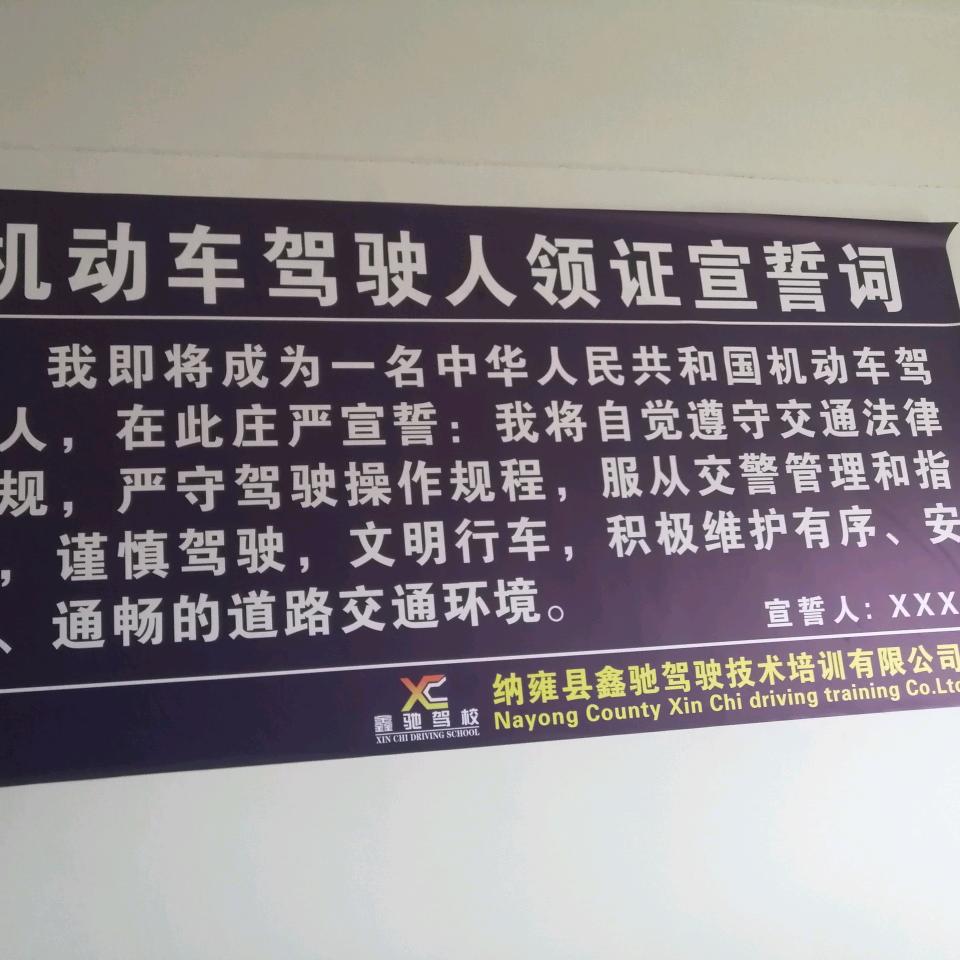 机动车驾驶人领证宣誓词
我即将成为一名中华人民共和国机动车驾
人，在此庄严宣誓：我将自觉遵守交通法律
规，严守驾驶操作规程，服从交警管理和指
，谨慎驾驶，文明行车，积极维护有序、安
、通畅的道路交通环境。
宣誓人：XXX
XC
鑫驰驾校
XIN CHI DRIVING SCHOOL
纳雍县鑫驰驾驶技术培训有限公司
Nayong County Xin Chi driving training Co.Ltd